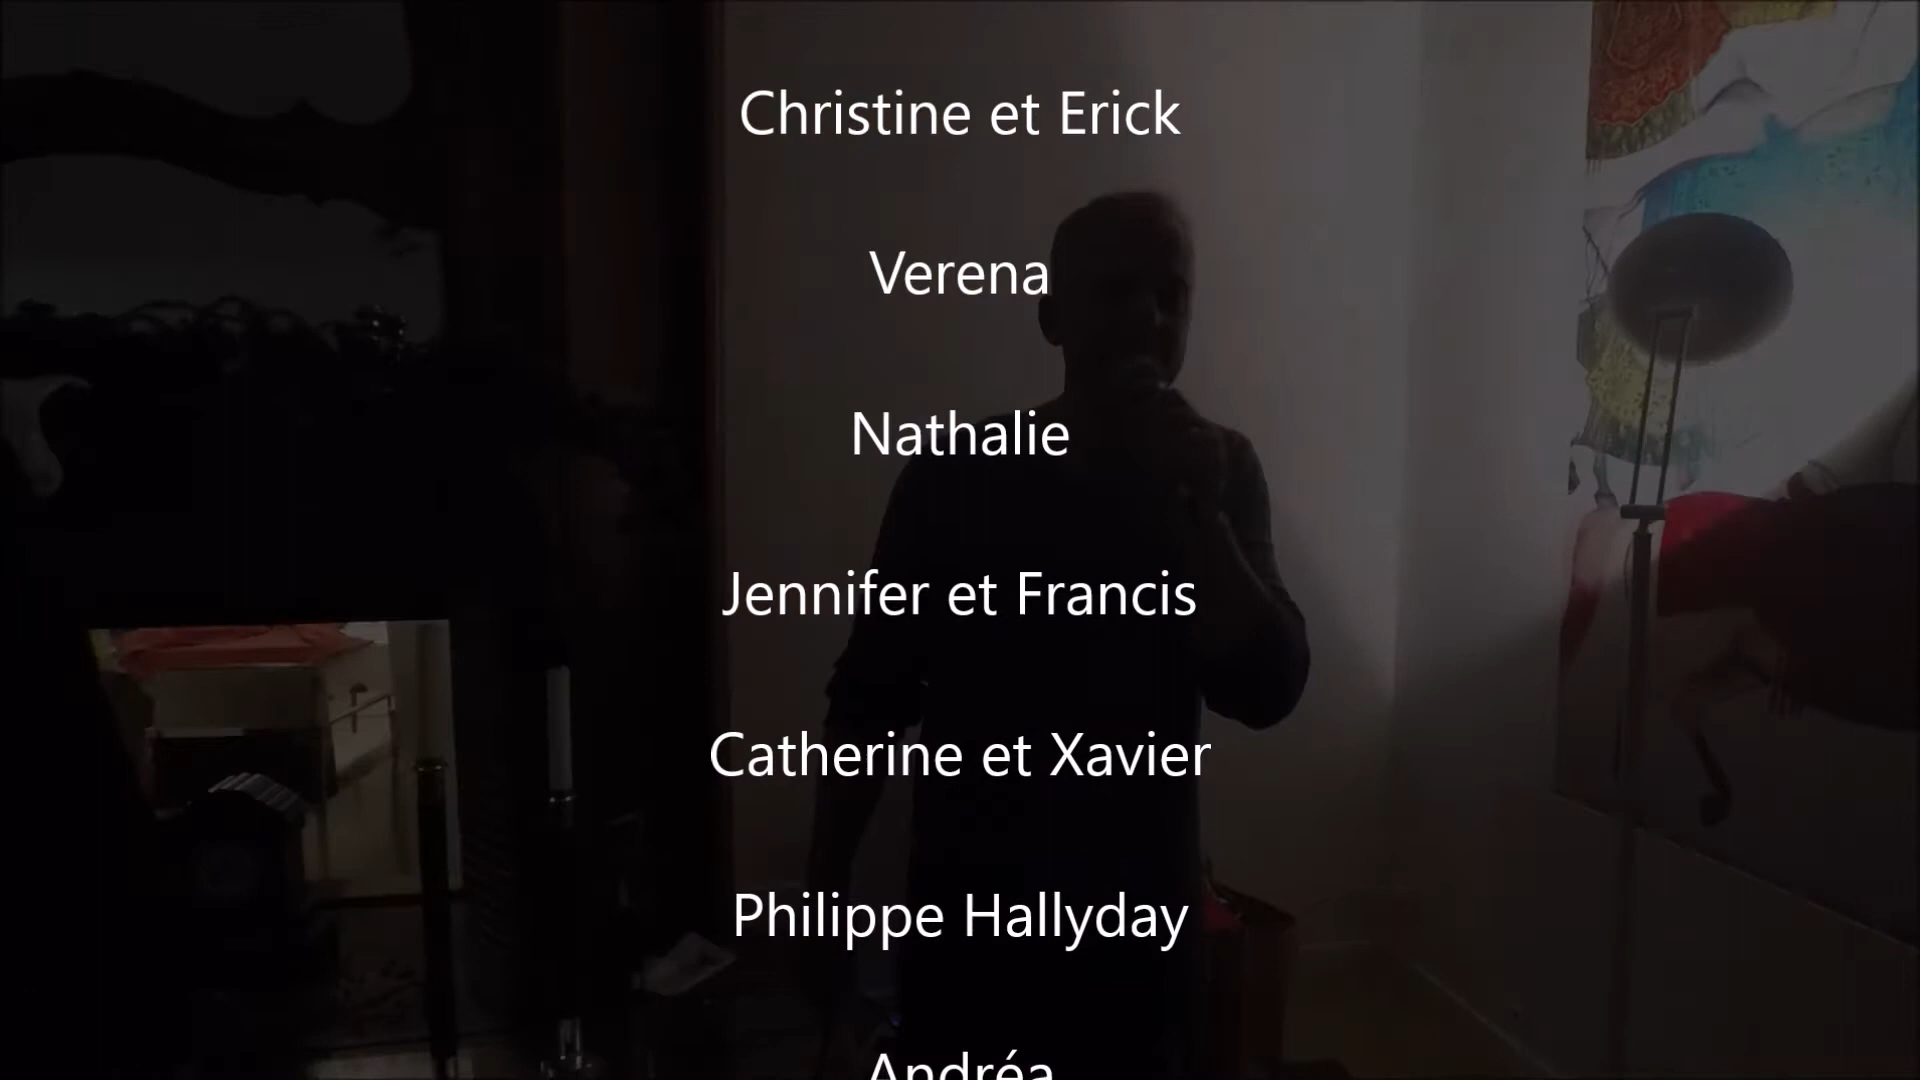 Christine et Erick
Verena
Nathalie
Jennifer et Francis
Catherine et Xavier
Philippe Hallyday
Andréa